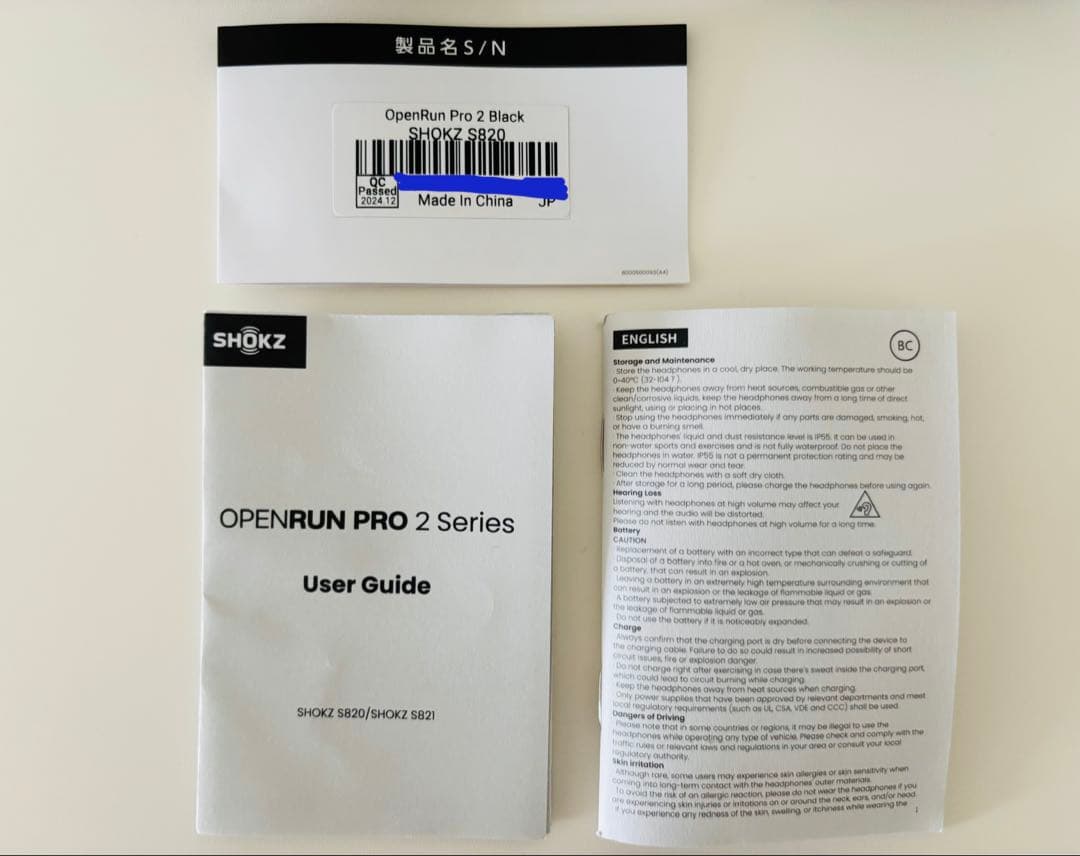 製品名 S/N
OpenRun Pro 2 Black
SHOKZ S820
QC
Passed
2024.12
Made In China JP
SHOKZ
OPENRUN PRO 2 Series
User Guide
SHOKZ S820/SHOKZ S821
ENGLISH
BC
Storage and Maintenance
· Store the headphones in a cool, dry place. The working temperature should be
0-40°C (32-104
· Keep the headphones away from heat sources, combustible gas or other
clean/corrosive liquids, keep the headphones away from a long time of direct
sunlight, using or placing in hot places.
· Stop using the headphones immediately if any parts are damaged, smoking, hot,
or have a burning smell.
· The headphones' liquid and dust resistance level is IP55. It can be used in
non-water sports and exercises and is not fully waterproof. Do not place the
headphones in water. IP55 is not a permanent protection rating and may be
reduced by normal wear and tear.
· Clean the headphones with a soft dry cloth.
· After storage for a long period, please charge the headphones before using again.
Hearing Loss
Listening with headphones at high volume may affect your
hearing and the audio will be distorted.
Please do not listen with headphones at high volume for a long time.
Battery
CAUTION
· Replacement of a battery with an incorrect type that can defeat a safeguard.
· Disposal of a battery into fire or a hot oven, or mechanically crushing or cutting of
a battery, that can result in an explosion.
· Leaving a battery in an extremely high temperature surrounding environment that
can result in an explosion or the leakage of flammable liquid or gas.
· A battery subjected to extremely low air pressure that may result in an explosion or
the leakage of flammable liquid or gas.
· Do not use the battery if it is noticeably expanded.
Charge
· Always confirm that the charging port is dry before connecting the device to
the charging cable. Failure to do so could result in increased possibility of short
circuit issues, fire or explosion danger.
· Do not charge right after exercising in case there's sweat inside the charging port,
which could lead to circuit burning while charging.
· Keep the headphones away from heat sources when charging.
· Only power supplies that have been approved by relevant departments and meet
local regulatory requirements (such as UL, CSA, VDE and CCC) shall be used.
Dangers of Driving
· Please note that in some countries or regions, it may be illegal to use the
headphones while operating any type of vehicle. Please check and comply with the
traffic rules or relevant laws and regulations in your area or consult your local
regulatory authority.
Skin irritation
· Although rare, some users may experience skin allergies or skin sensitivity when
coming into long-term contact with the headphones' outer materials.
· To avoid the risk of an allergic reaction, please do not wear the headphones if you
are experiencing skin injuries or irritations on or around the neck, ears, and/or head.
· If you experience any redness of the skin, swelling, or itchiness while wearing the
1